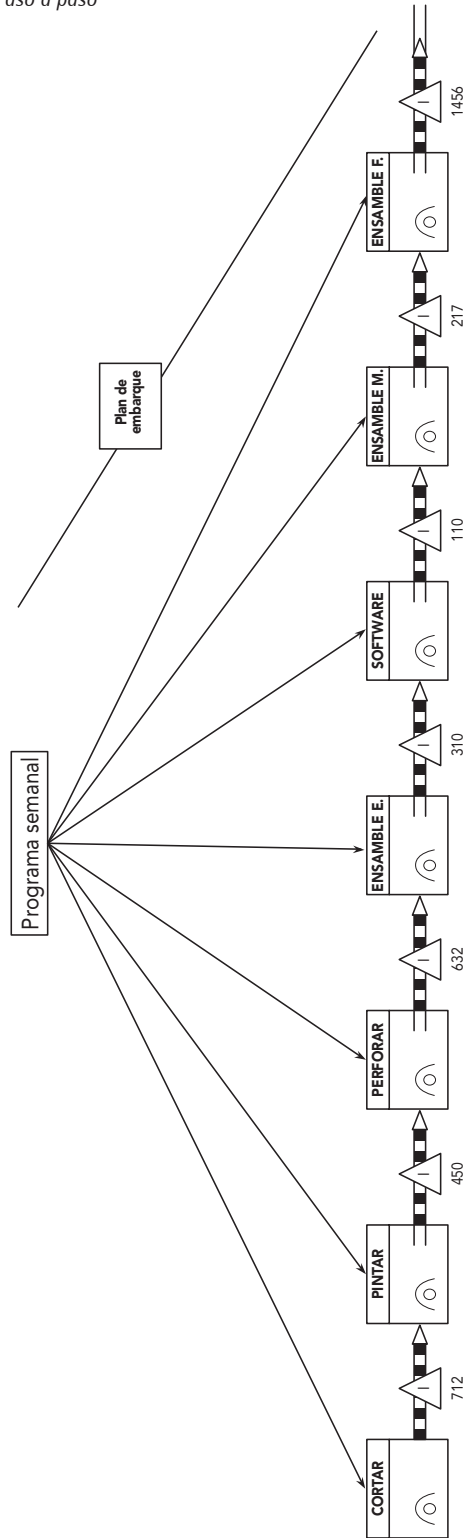 aso a paso
Programa semanal
Plan de
embarque
CORTAR
PINTAR
PERFORAR
ENSAMBLE E.
SOFTWARE
ENSAMBLE M.
ENSAMBLE F.
I
I
I
I
I
I
I
712
450
632
310
110
217
1456